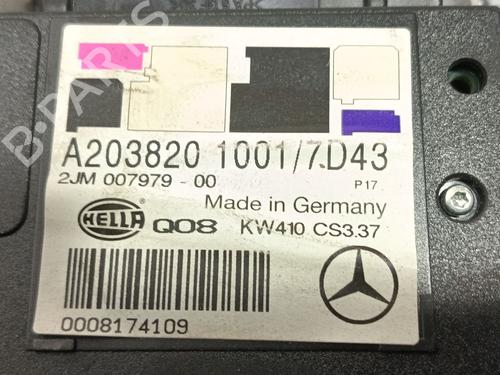 A203820 1001/7.D43
2JM 007979-00 P17
Made in Germany
HELLA Q08 KW410 CS3.37
0008174109
B-PARTS